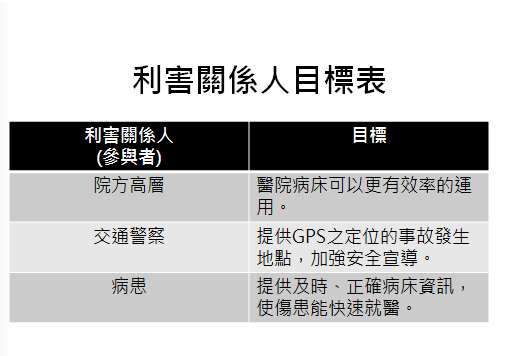 利害關係人目標表
利害關係人
(參與者)
目標
院方高層
醫院病床可以更有效率的運
用。
交通警察
提供GPS之定位的事故發生
地點，加強安全宣導。
病患
提供及時、正確病床資訊，
使傷患能快速就醫。